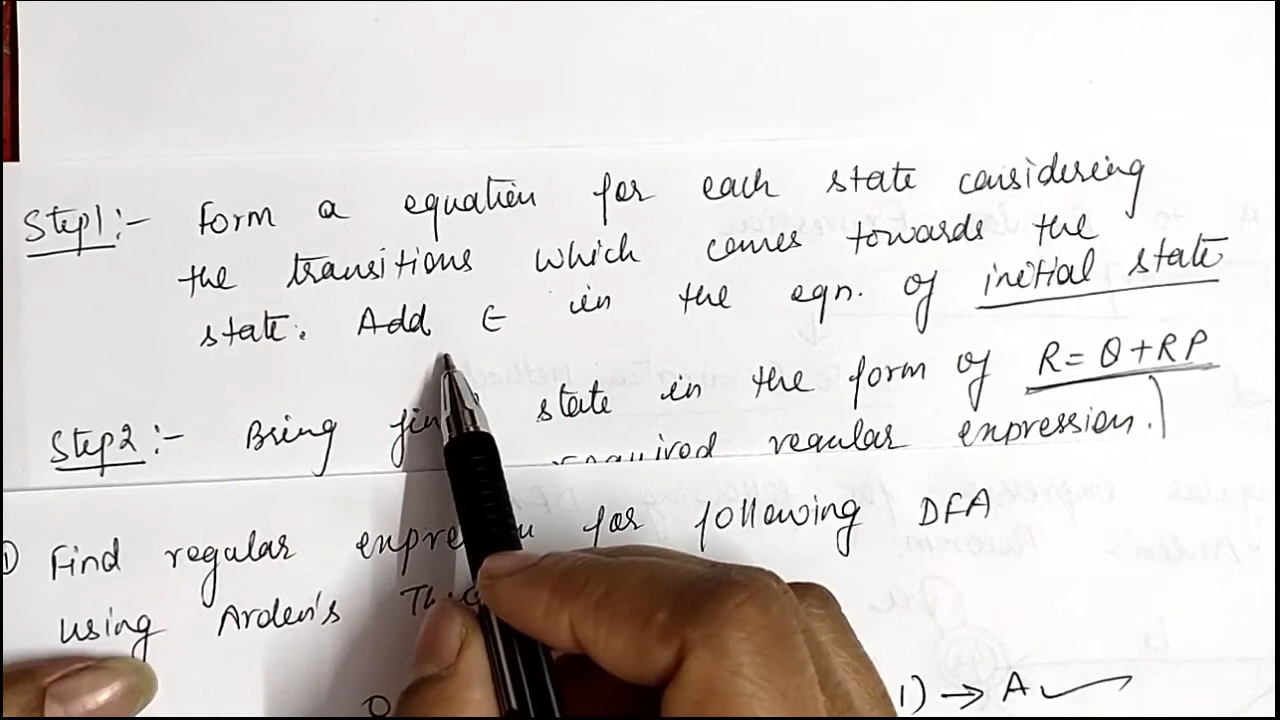 Step1:- Form a equation for each state considering
the transitions which comes towards the
state. Add ∈ in the eqn. of initial state
Step2:- Bring state in the form of R = Q + RP
required regular expression.)
① Find regular expression for following DFA
using Arden's
1) → A